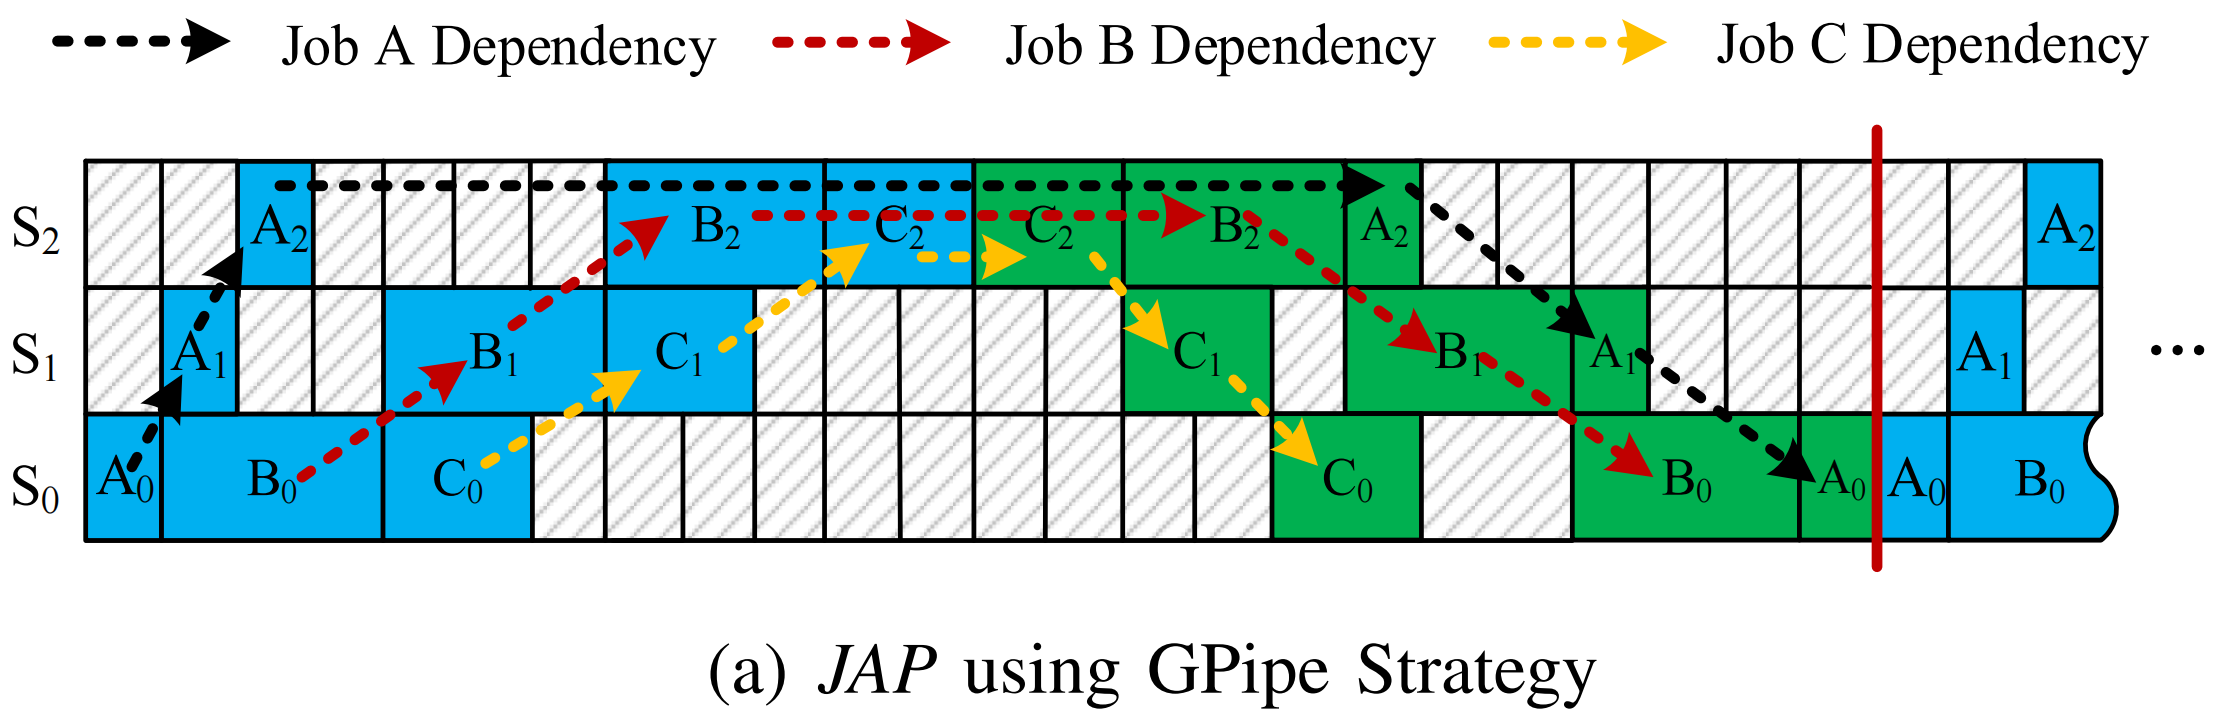 Job A Dependency Job B Dependency Job C Dependency
S₂ A₂ B₂ C₂ C₂ B₂ A₂ A₂
S₁ A₁ B₁ C₁ C₁ B₁ A₁ A₁ ...
S₀ A₀ B₀ C₀ C₀ B₀ A₀ A₀ B₀
(a) JAP using GPipe Strategy